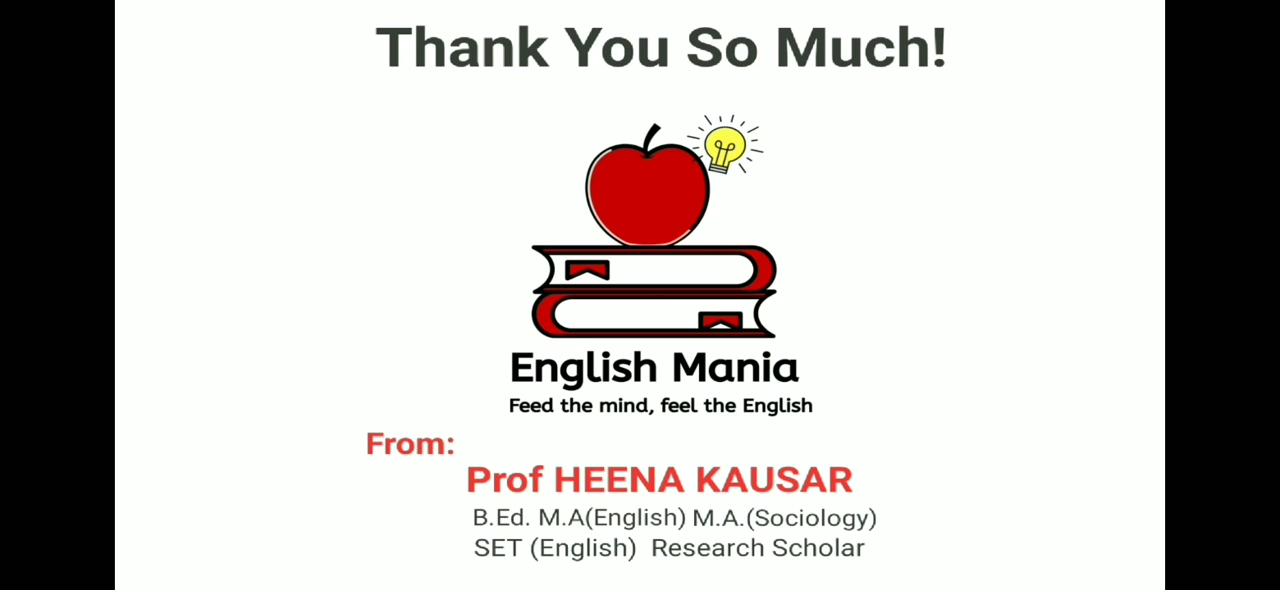 Thank You So Much!
English Mania
Feed the mind, feel the English
From:
Prof HEENA KAUSAR
B.Ed. M.A(English) M.A.(Sociology)
SET (English) Research Scholar